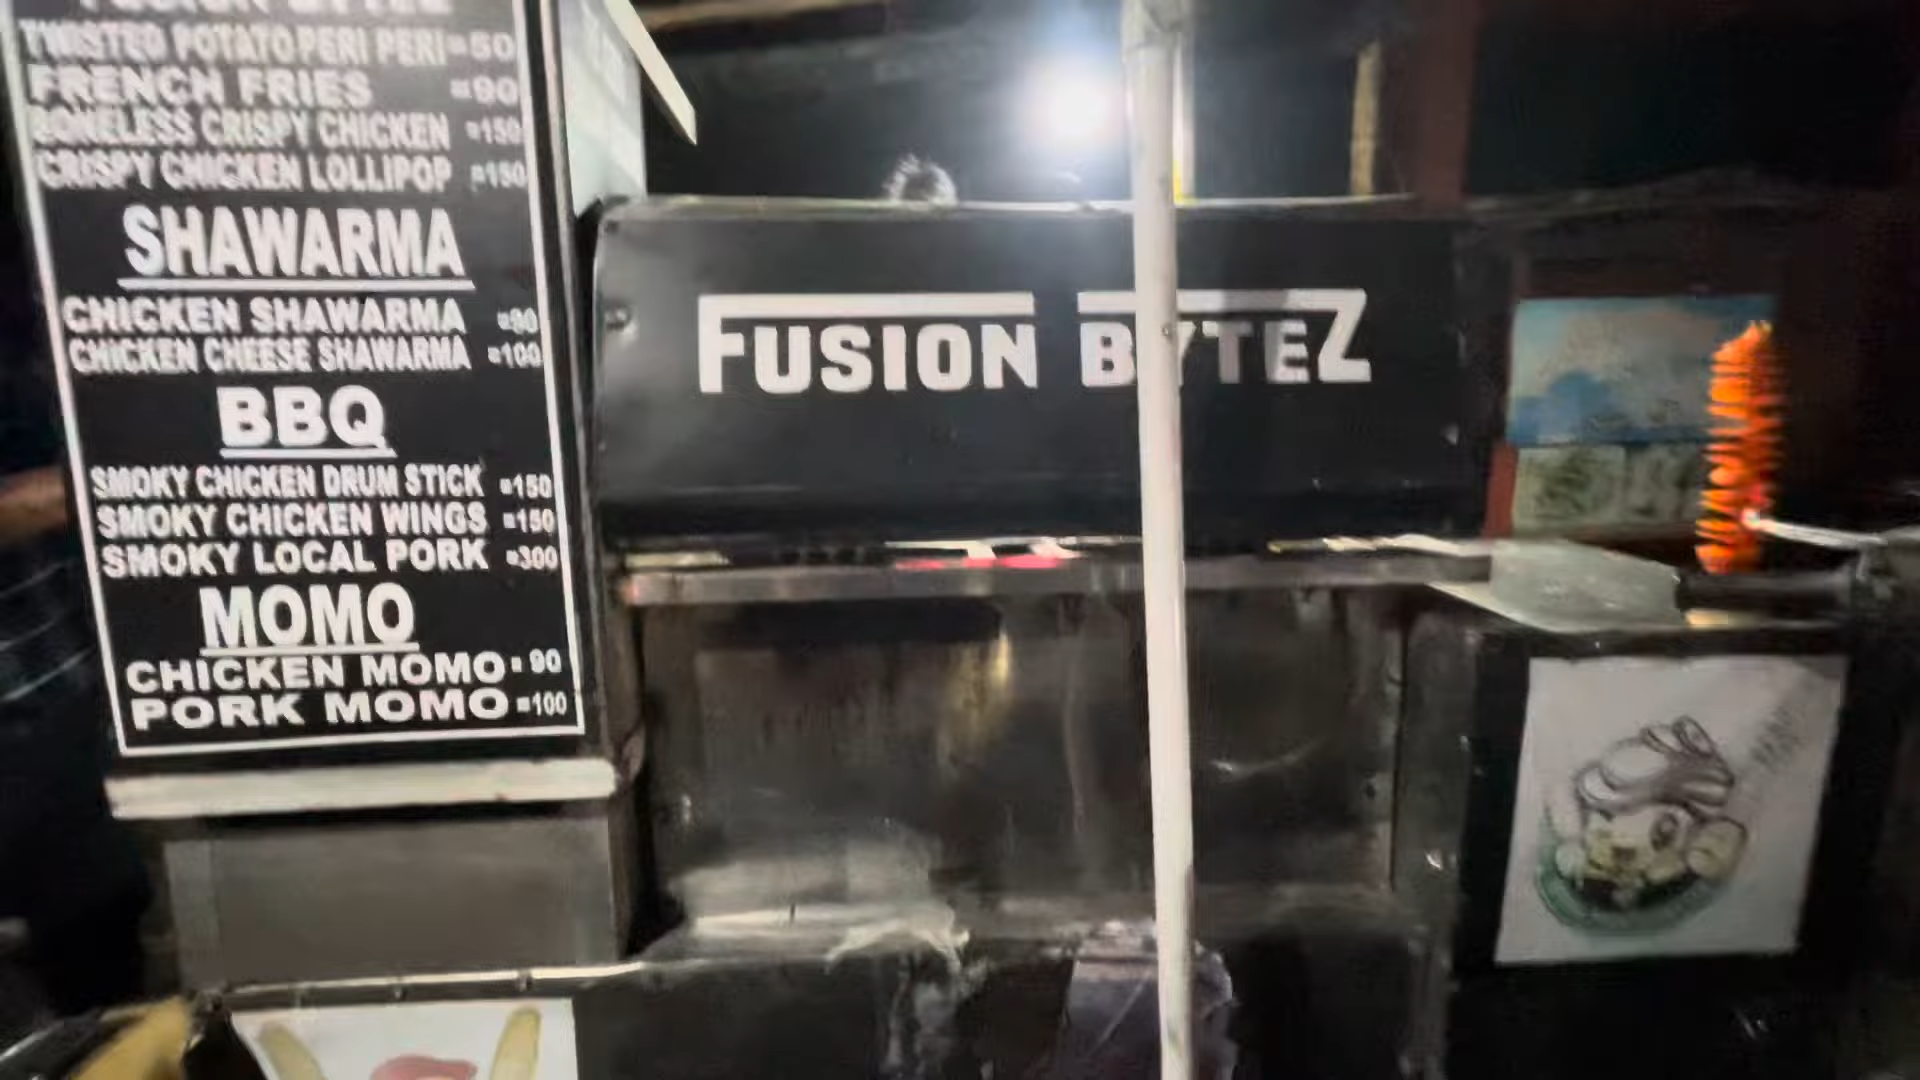 FUSION BYTEZ
TWISTED POTATO PERI PERI=50
FRENCH FRIES =90
BONELESS CRISPY CHICKEN =150
CRISPY CHICKEN LOLLIPOP =150
SHAWARMA
CHICKEN SHAWARMA =90
CHICKEN CHEESE SHAWARMA =100
BBQ
SMOKY CHICKEN DRUM STICK =150
SMOKY CHICKEN WINGS =150
SMOKY LOCAL PORK =300
MOMO
CHICKEN MOMO = 90
PORK MOMO =100
FUSION BYTEZ